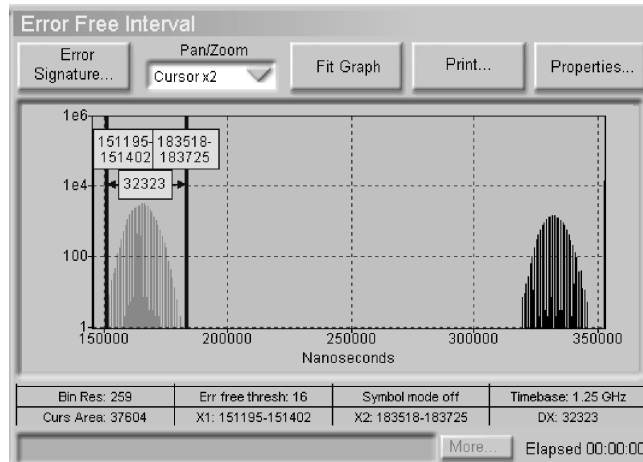 Error Free Interval
Error
Signature...
Pan/Zoom
Cursor x2
Fit Graph
Print...
Properties...
1e6
151195- 183518-
151402 183725
32323
1e4
100
1
150000 200000 250000 300000 350000
Nanoseconds
Bin Res: 259 Err free thresh: 16 Symbol mode off Timebase: 1.25 GHz
Curs Area: 37604 X1: 151195-151402 X2: 183518-183725 DX: 32323
More... Elapsed 00:00:00